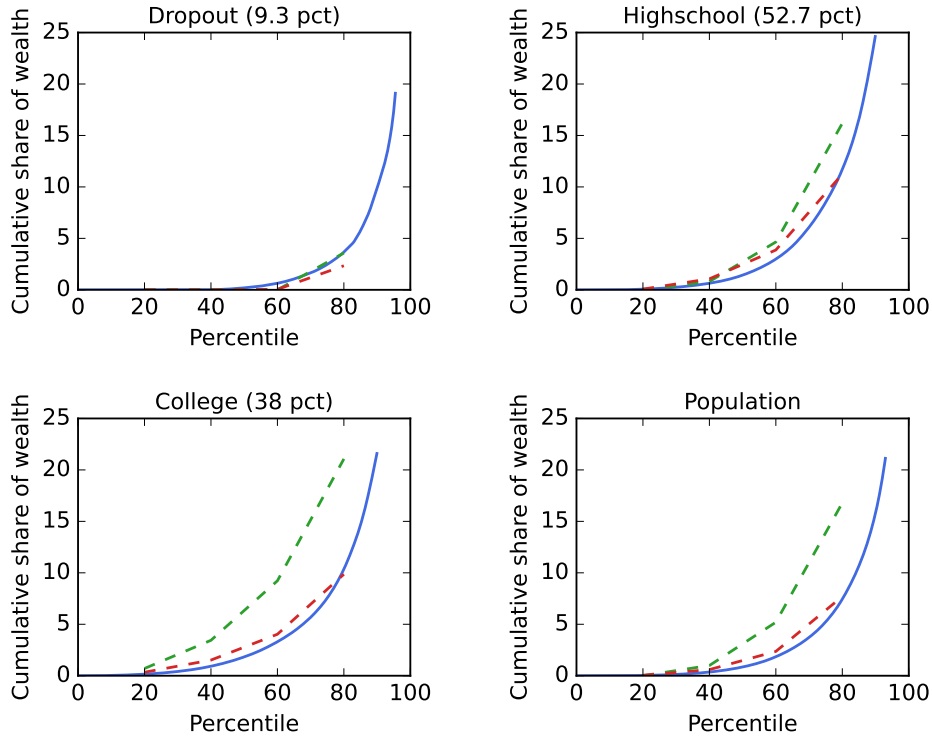 Dropout (9.3 pct)
Cumulative share of wealth
25
20
15
10
5
0
0 20 40 60 80 100
Percentile
Highschool (52.7 pct)
Cumulative share of wealth
25
20
15
10
5
0
0 20 40 60 80 100
Percentile
College (38 pct)
Cumulative share of wealth
25
20
15
10
5
0
0 20 40 60 80 100
Percentile
Population
Cumulative share of wealth
25
20
15
10
5
0
0 20 40 60 80 100
Percentile